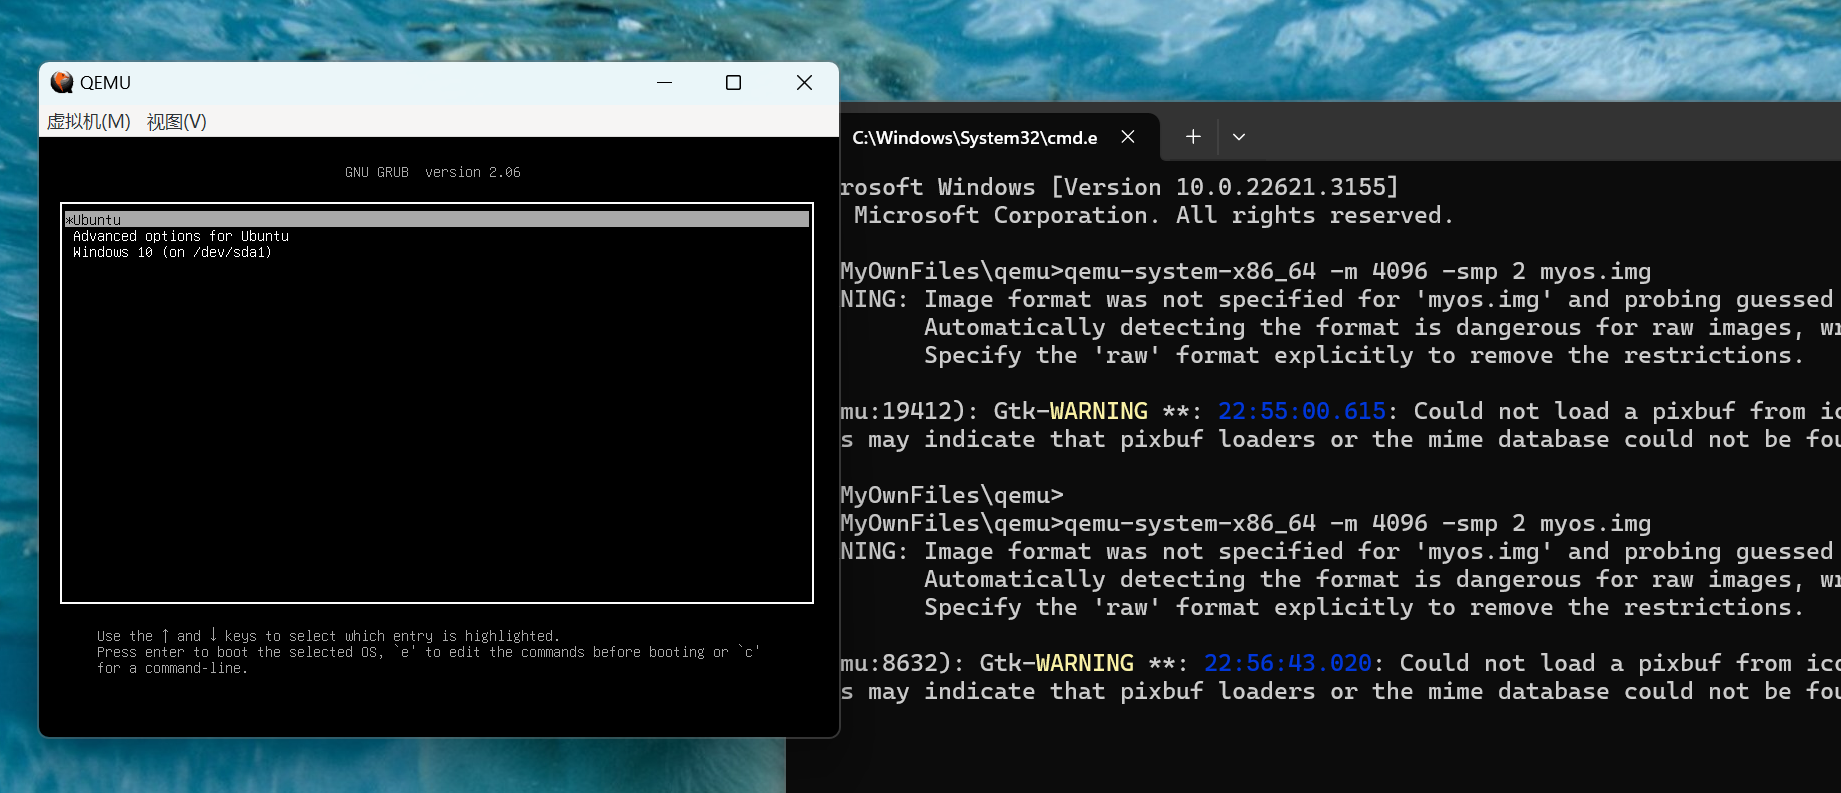 QEMU
虚拟机(M) 视图(V)
GNU GRUB version 2.06
*Ubuntu
Advanced options for Ubuntu
Windows 10 (on /dev/sda1)
Use the ↑ and ↓ keys to select which entry is highlighted.
Press enter to boot the selected OS, `e' to edit the commands before booting or `c'
for a command-line.
C:\Windows\System32\cmd.e
rosoft Windows [Version 10.0.22621.3155]
Microsoft Corporation. All rights reserved.
MyOwnFiles\qemu>qemu-system-x86_64 -m 4096 -smp 2 myos.img
NING: Image format was not specified for 'myos.img' and probing guessed
Automatically detecting the format is dangerous for raw images, wr
Specify the 'raw' format explicitly to remove the restrictions.
mu:19412): Gtk-WARNING **: 22:55:00.615: Could not load a pixbuf from ic
s may indicate that pixbuf loaders or the mime database could not be fou
MyOwnFiles\qemu>
MyOwnFiles\qemu>qemu-system-x86_64 -m 4096 -smp 2 myos.img
NING: Image format was not specified for 'myos.img' and probing guessed
Automatically detecting the format is dangerous for raw images, wr
Specify the 'raw' format explicitly to remove the restrictions.
mu:8632): Gtk-WARNING **: 22:56:43.020: Could not load a pixbuf from ico
s may indicate that pixbuf loaders or the mime database could not be fou